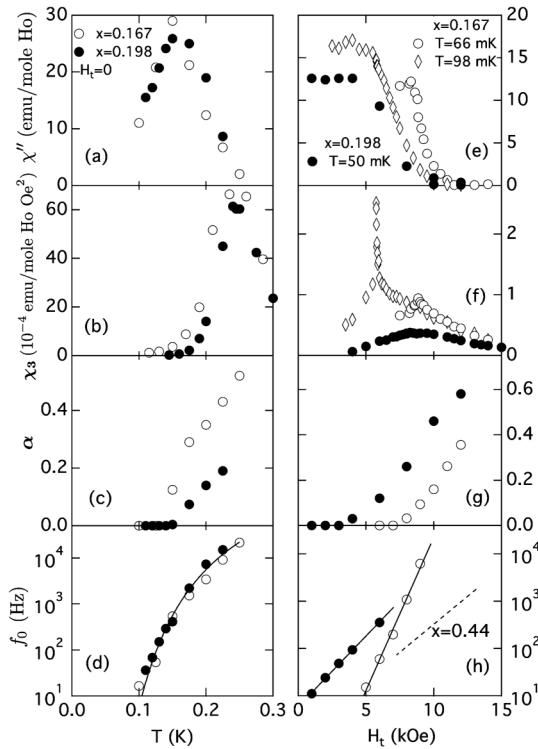 χ″ (emu/mole Ho)
30
20
10
0
x=0.167
x=0.198
H_t=0
(a)
x=0.167
T=66 mK
T=98 mK
x=0.198
T=50 mK
(e)
20
15
10
5
0
χ₃ (10⁻⁴ emu/mole Ho Oe²)
60
40
20
0
(b)
(f)
2
1
0
α
0.4
0.2
0.0
(c)
(g)
0.6
0.4
0.2
0.0
f₀ (Hz)
10⁴
10³
10²
10¹
(d)
x=0.44
(h)
10⁴
10³
10²
10¹
0.0 0.1 0.2 0.3
T (K)
0 5 10 15
H_t (kOe)